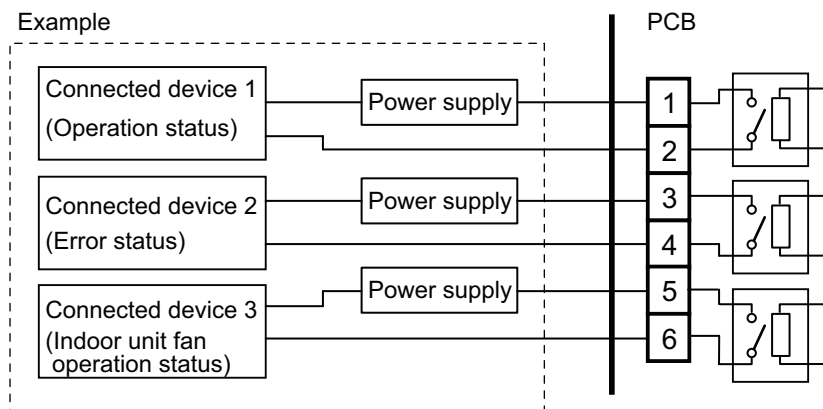 Example
PCB
Connected device 1
(Operation status)
Power supply
1
2
Connected device 2
(Error status)
Power supply
3
4
Connected device 3
(Indoor unit fan
operation status)
Power supply
5
6